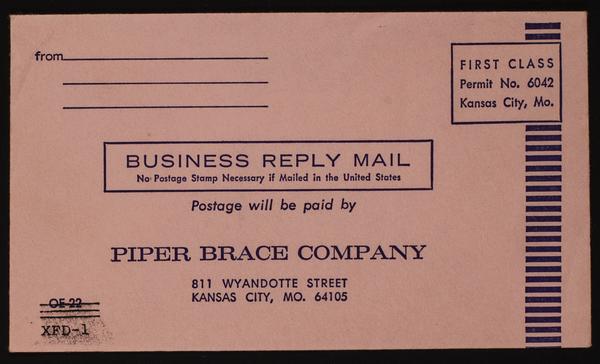 from
FIRST CLASS
Permit No. 6042
Kansas City, Mo.
BUSINESS REPLY MAIL
No Postage Stamp Necessary if Mailed in the United States
Postage will be paid by
PIPER BRACE COMPANY
811 WYANDOTTE STREET
KANSAS CITY, MO. 64105
OE-22
XFD-1